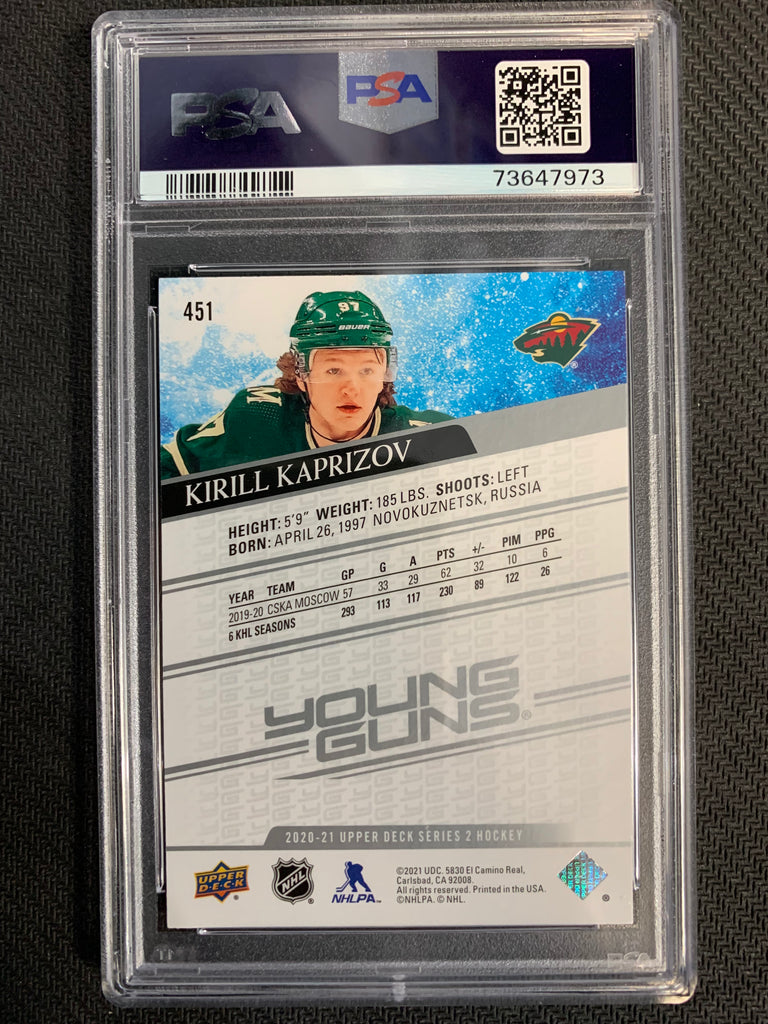 PSA
PSA
73647973
451
97
BAUER
M
97
KIRILL KAPRIZOV
HEIGHT: 5'9" WEIGHT: 185 LBS. SHOOTS: LEFT
BORN: APRIL 26, 1997 NOVOKUZNETSK, RUSSIA
YEAR TEAM GP G A PTS +/- PIM PPG
2019-20 CSKA MOSCOW 57 33 29 62 32 10 6
6 KHL SEASONS 293 113 117 230 89 122 26
YOUNG
GUNS®
2020-21 UPPER DECK SERIES 2 HOCKEY
UPPER
D·E·C·K
NHL
NHLPA
©2021 UDC. 5830 El Camino Real,
Carlsbad, CA 92008.
All rights reserved. Printed in the USA.
©NHLPA. © NHL.
PSA